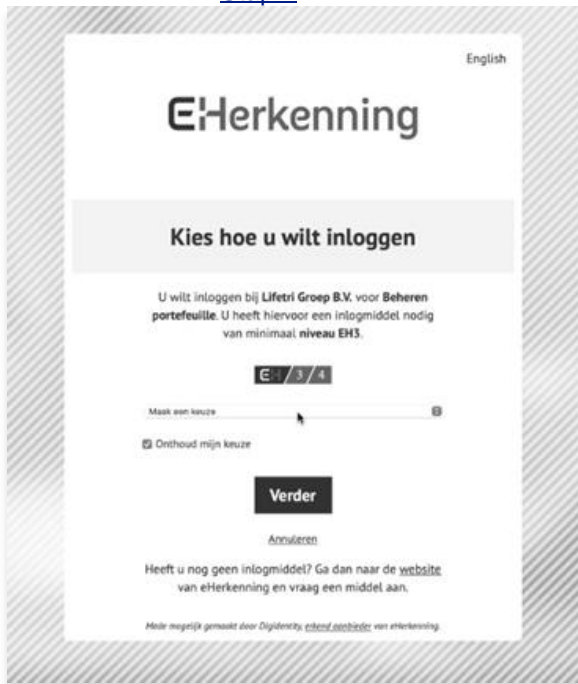 English
EHerkenning
Kies hoe u wilt inloggen
U wilt inloggen bij Lifetri Groep B.V. voor Beheren
portefeuille. U heeft hiervoor een inlogmiddel nodig
van minimaal niveau EH3.
EH/3/4
Maak een keuze
Onthoud mijn keuze
Verder
Annuleren
Heeft u nog geen inlogmiddel? Ga dan naar de website
van eHerkenning en vraag een middel aan.
Mede mogelijk gemaakt door Digidentity, erkend aanbieder van eHerkenning.